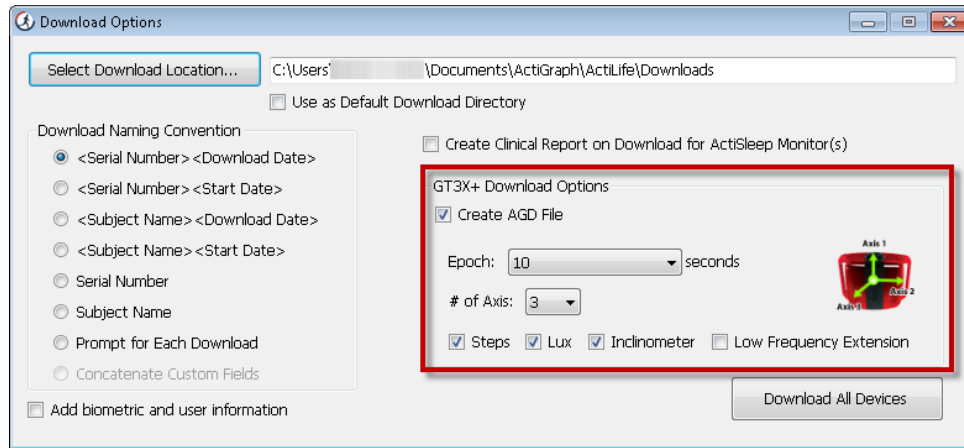 Download Options
Select Download Location...
C:\Users\
\Documents\ActiGraph\ActiLife\Downloads
Use as Default Download Directory
Download Naming Convention
<Serial Number><Download Date>
<Serial Number><Start Date>
<Subject Name><Download Date>
<Subject Name><Start Date>
Serial Number
Subject Name
Prompt for Each Download
Concatenate Custom Fields
Add biometric and user information
Create Clinical Report on Download for ActiSleep Monitor(s)
GT3X+ Download Options
Create AGD File
Epoch: 10 seconds
# of Axis: 3
Axis 1
Axis 2
Axis 3
Steps Lux Inclinometer Low Frequency Extension
Download All Devices